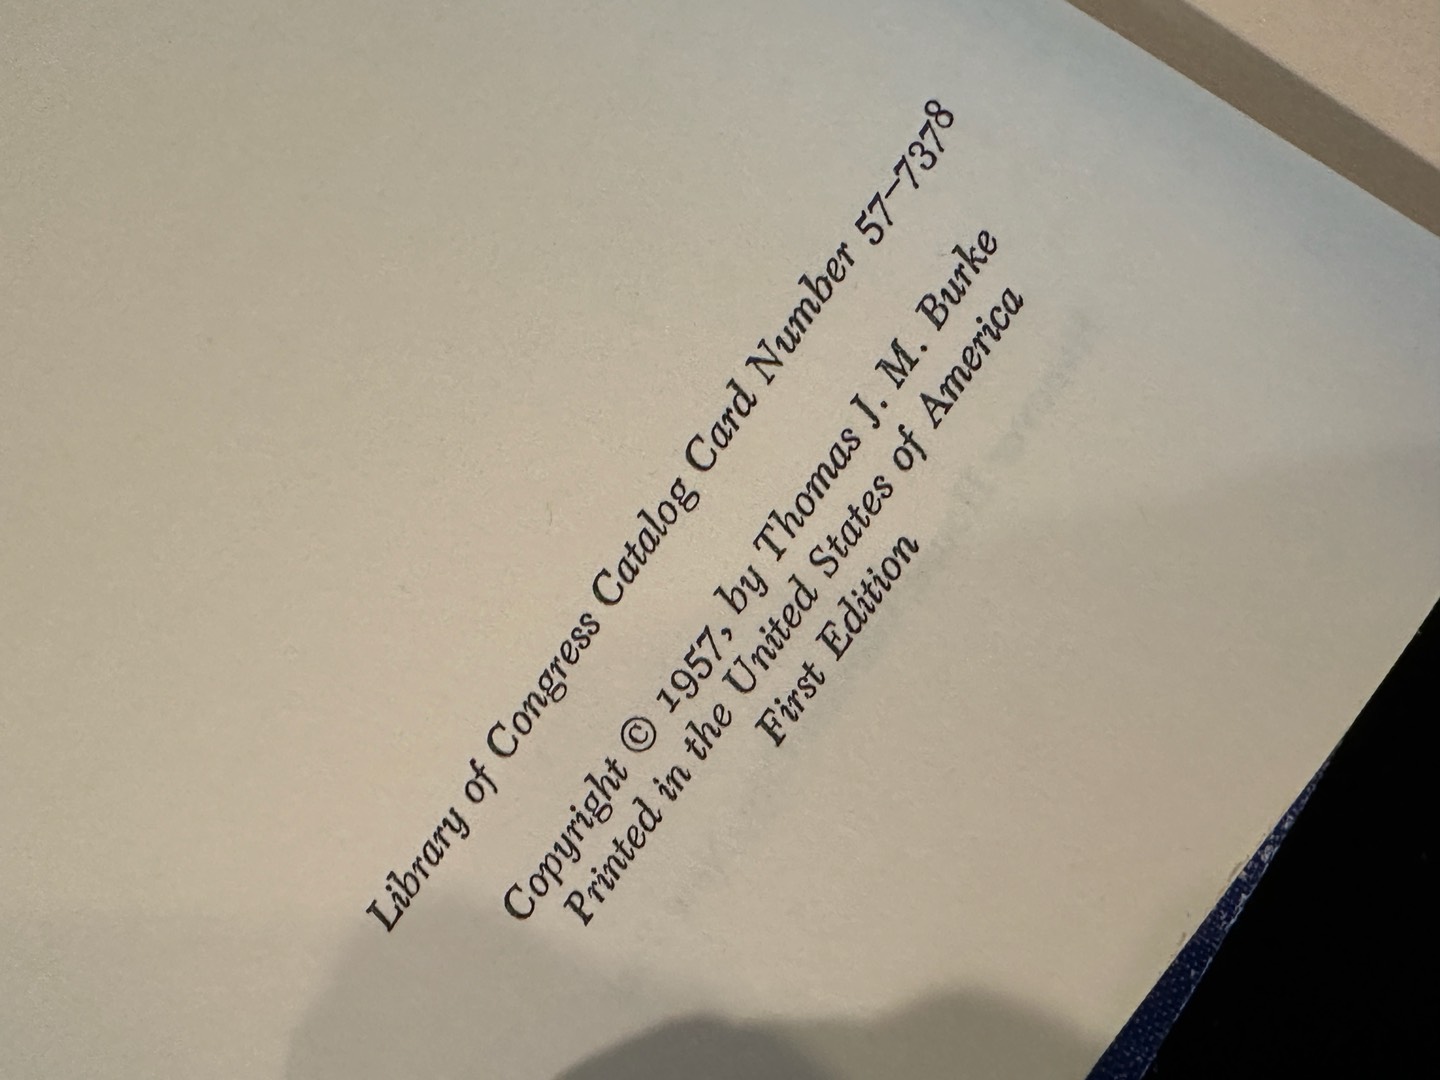 Library of Congress Catalog Card Number 57–7378
Copyright © 1957, by Thomas J. M. Burke
Printed in the United States of America
First Edition